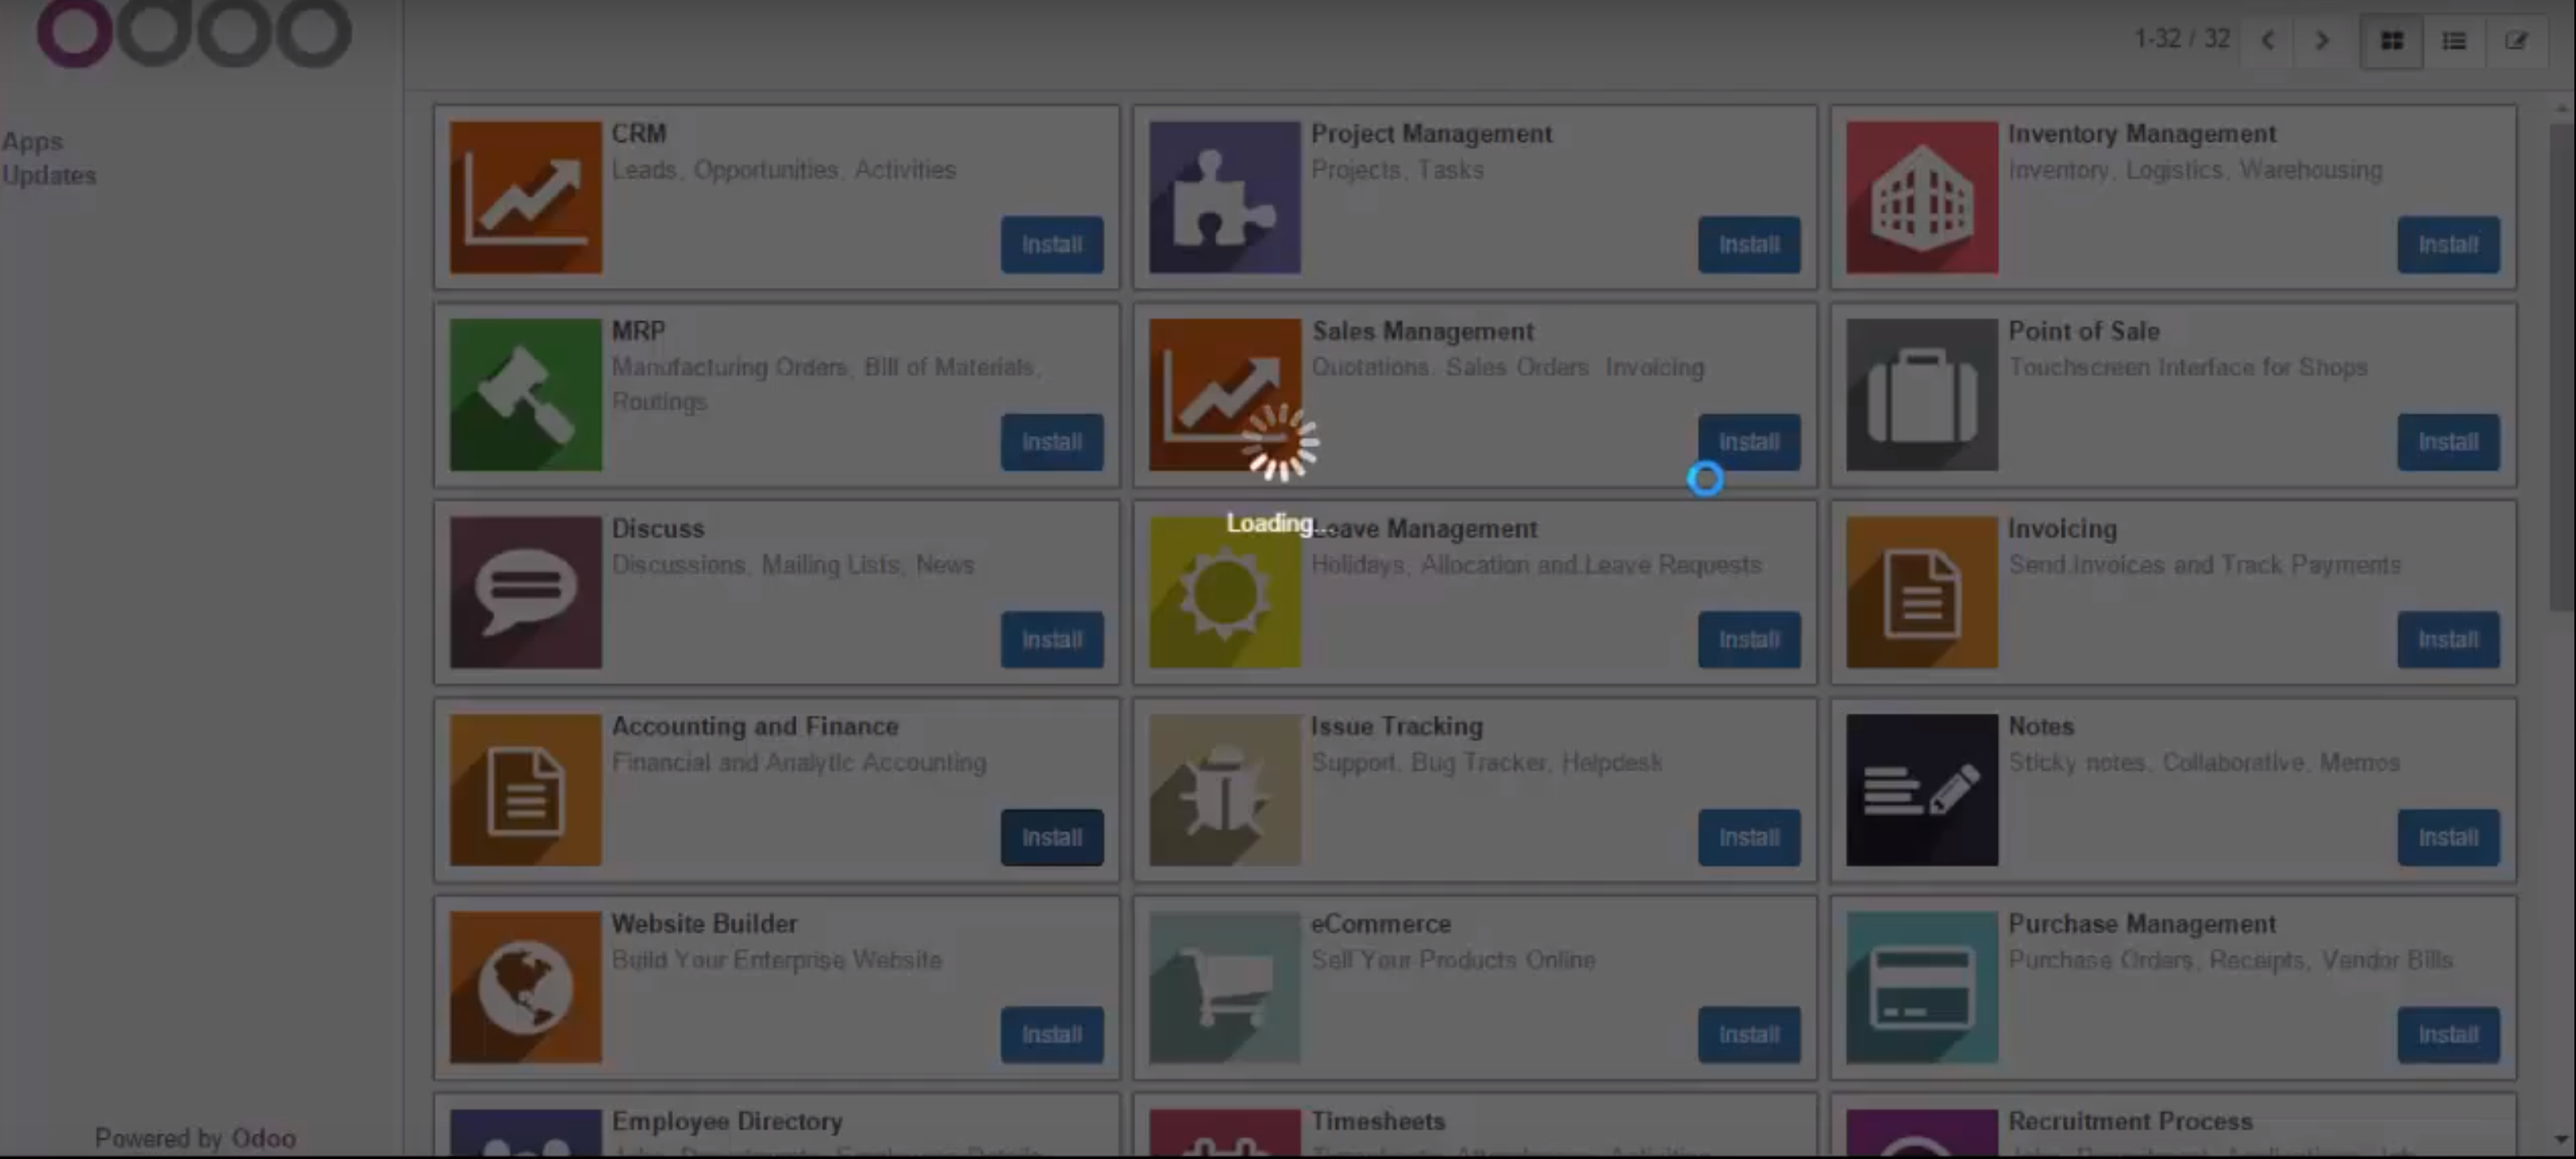 odoo
1-32 / 32
Apps
Updates
CRM
Leads, Opportunities, Activities
Install
Project Management
Projects, Tasks
Install
Inventory Management
Inventory, Logistics, Warehousing
Install
MRP
Manufacturing Orders, Bill of Materials,
Routings
Install
Sales Management
Quotations, Sales Orders, Invoicing
Install
Point of Sale
Touchscreen Interface for Shops
Install
Loading...
Discuss
Discussions, Mailing Lists, News
Install
Leave Management
Holidays, Allocation and Leave Requests
Install
Invoicing
Send Invoices and Track Payments
Install
Accounting and Finance
Financial and Analytic Accounting
Install
Issue Tracking
Support, Bug Tracker, Helpdesk
Install
Notes
Sticky notes, Collaborative, Memos
Install
Website Builder
Build Your Enterprise Website
Install
eCommerce
Sell Your Products Online
Install
Purchase Management
Purchase Orders, Receipts, Vendor Bills
Install
Employee Directory
Timesheets
Recruitment Process
Powered by Odoo